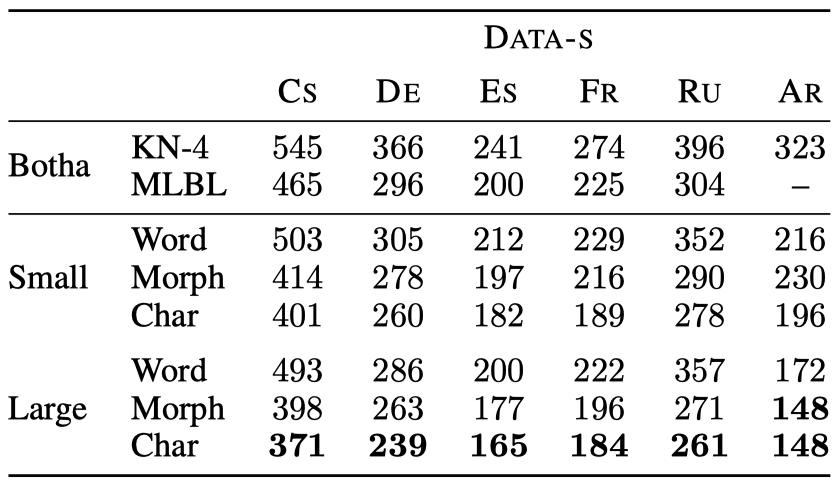 DATA-S
CS DE ES FR RU AR
Botha KN-4 545 366 241 274 396 323
MLBL 465 296 200 225 304 –
Small Word 503 305 212 229 352 216
Morph 414 278 197 216 290 230
Char 401 260 182 189 278 196
Large Word 493 286 200 222 357 172
Morph 398 263 177 196 271 148
Char 371 239 165 184 261 148